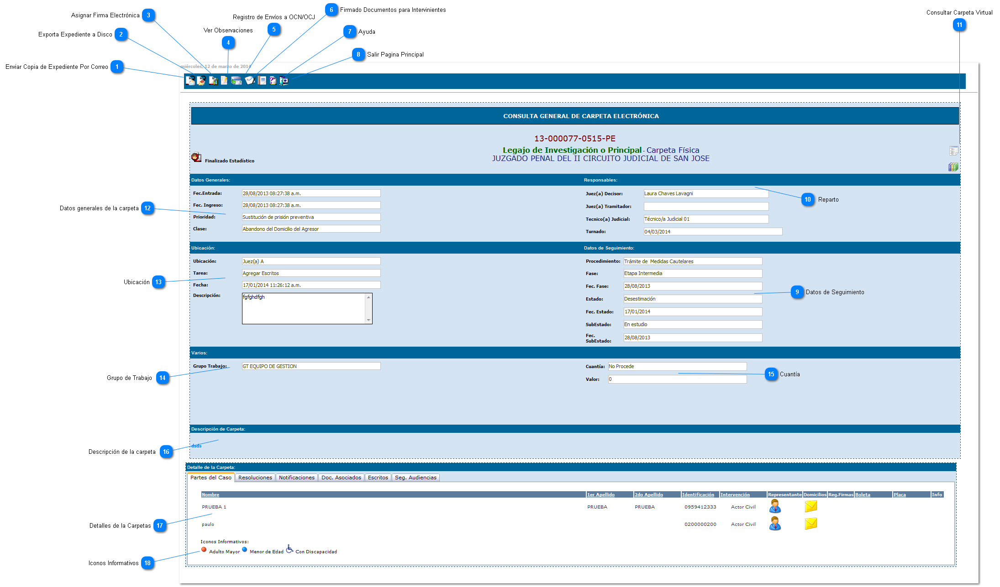 6 Firmado Documentos para Intervinientes
Consultar Carpeta Virtual
11
Asignar Firma Electrónica 3
Registro de Envíos a OCN/OCJ
5
Ver Observaciones
4
7 Ayuda
Exporta Expediente a Disco 2
8 Salir Pagina Principal
Enviar Copia de Expediente Por Correo 1
miércoles, 12 de marzo de 2014
CONSULTA GENERAL DE CARPETA ELECTRÓNICA
13-000077-0515-PE
Legajo de Investigación o Principal - Carpeta Física
JUZGADO PENAL DEL II CIRCUITO JUDICIAL DE SAN JOSE
Finalizado Estadístico
Datos Generales:
Fec.Entrada: 28/08/2013 08:27:38 a.m.
Fec. Ingreso: 28/08/2013 08:27:38 a.m.
Prioridad: Sustitución de prisión preventiva
Clase: Abandono del Domicilio del Agresor
Datos generales de la carpeta 12
Responsables:
Juez(a) Decisor: Laura Chaves Lavagni
Juez(a) Tramitador:
Tecnico(a) Judicial: Técnico/a Judicial 01
Turnado: 04/03/2014
10 Reparto
Ubicación:
Ubicación: Juez(a) A
Tarea: Agregar Escritos
Fecha: 17/01/2014 11:26:12 a.m.
Descripción: fgfghdfgh
Ubicación 13
Datos de Seguimiento:
Procedimiento: Trámite de Medidas Cautelares
Fase: Etapa Intermedia
Fec. Fase: 28/08/2013
Estado: Desestimación
Fec. Estado: 17/01/2014
SubEstado: En estudio
Fec. SubEstado: 28/08/2013
9 Datos de Seguimiento
Varios:
Grupo Trabajo: GT EQUIPO DE GESTION
Grupo de Trabajo 14
Cuantía: No Procede
Valor: 0
15 Cuantía
Descripción de Carpeta:
dsds
Descripción de la carpeta 16
Detalle de la Carpeta:
Partes del Caso Resoluciones Notificaciones Doc. Asociados Escritos Seg. Audiencias
Nombre 1er Apellido 2do Apellido Identificación Intervención Representante Domicilios Reg.Firmas Boleta Placa Info
PRUEBA 1 PRUEBA PRUEBA 0959412333 Actor Civil
paulo 0200000200 Actor Civil
Detalles de la Carpetas 17
Iconos Informativos:
Adulto Mayor Menor de Edad Con Discapacidad
Iconos Informativos 18